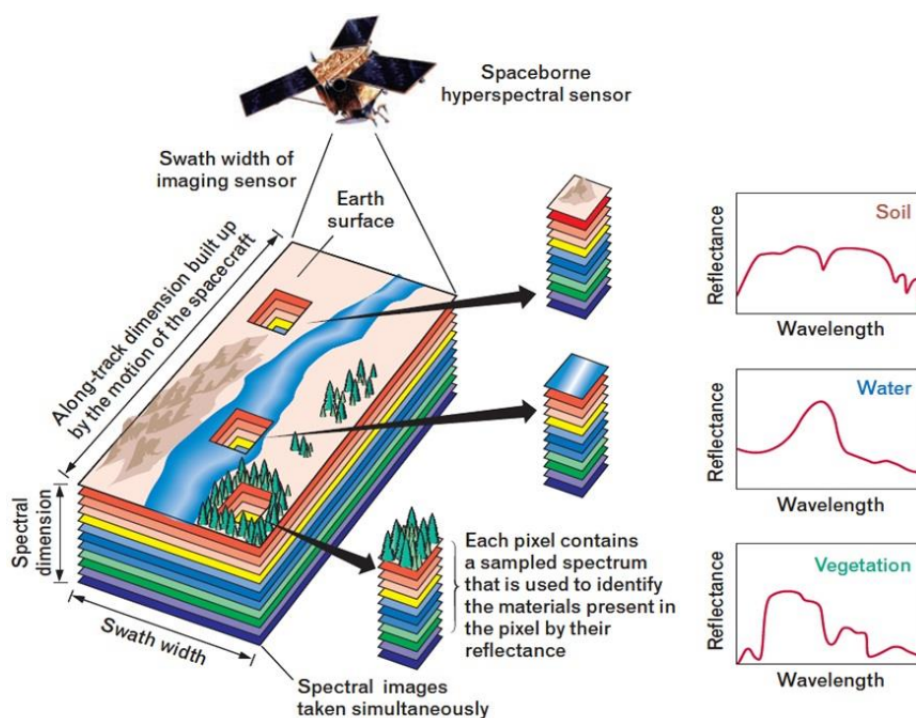 Spaceborne
hyperspectral sensor
Swath width of
imaging sensor
Earth
surface
Along-track dimension built up
by the motion of the spacecraft
Spectral
dimension
Swath width
Spectral images
taken simultaneously
Each pixel contains
a sampled spectrum
that is used to identify
the materials present in
the pixel by their
reflectance
Soil
Reflectance
Wavelength
Water
Reflectance
Wavelength
Vegetation
Reflectance
Wavelength